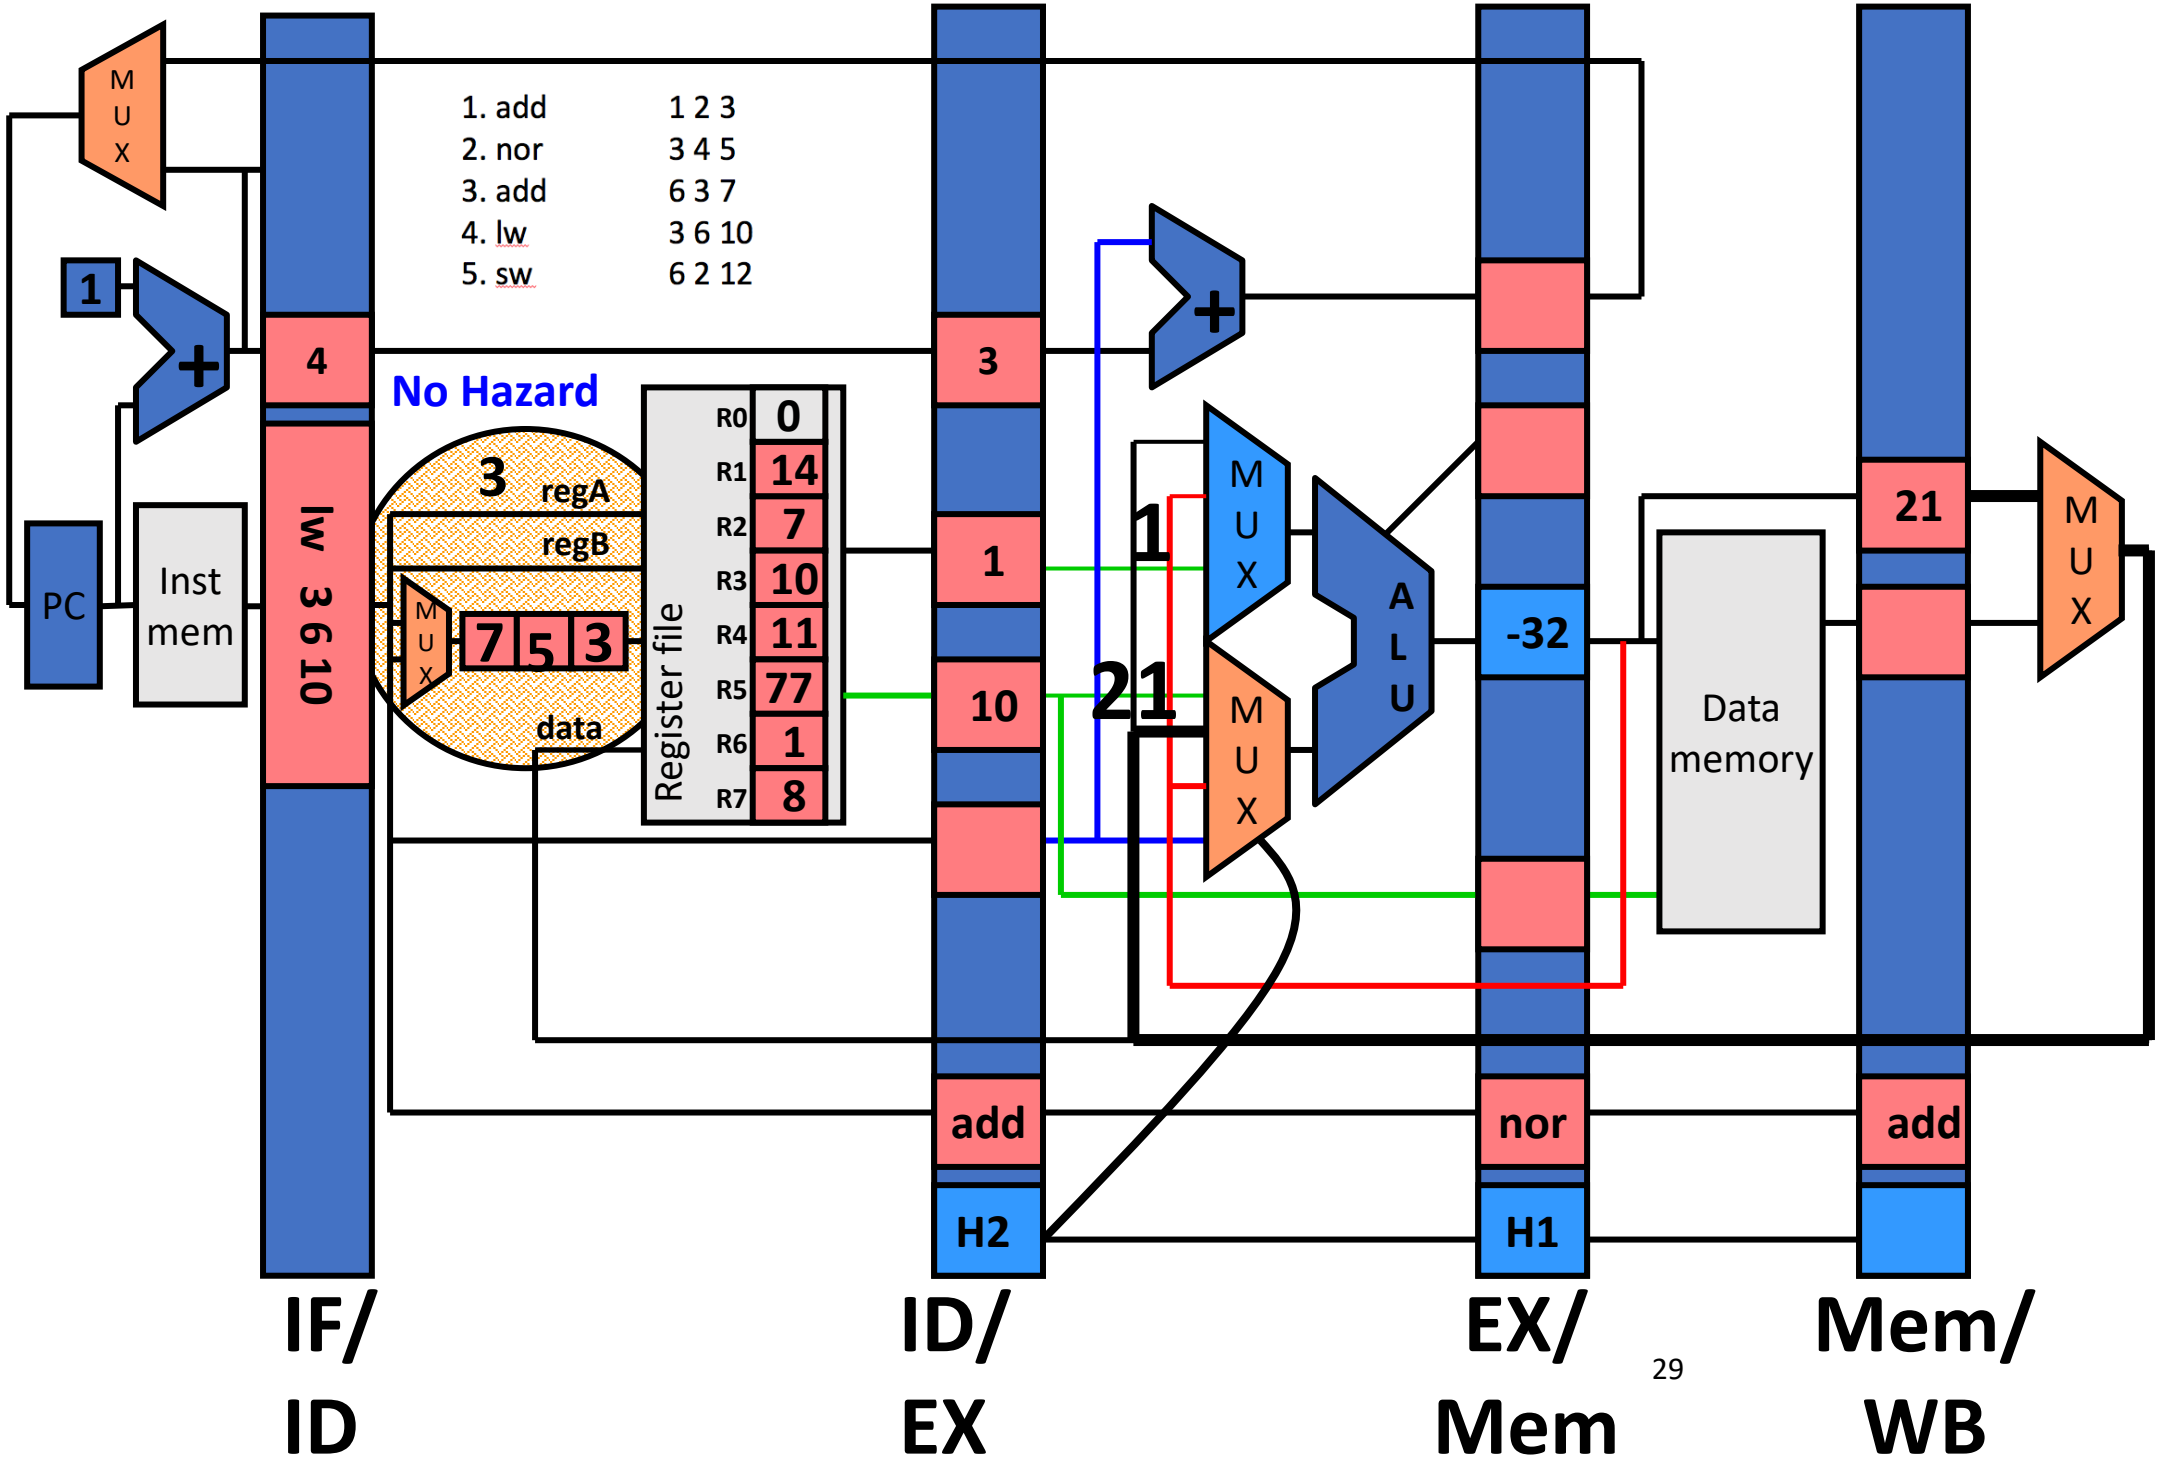 M
U
X
1. add 1 2 3
2. nor 3 4 5
3. add 6 3 7
4. lw 3 6 10
5. sw 6 2 12
1
+
4
3
+
No Hazard
PC
Inst
mem
lw 3 6 10
3
regA
regB
M
U
X
7 5 3
data
Register file
R0 0
R1 14
R2 7
R3 10
R4 11
R5 77
R6 1
R7 8
1
10
1
21
M
U
X
M
U
X
A
L
U
-32
Data
memory
21
M
U
X
add
nor
add
H2
H1
IF/
ID
ID/
EX
EX/
Mem
29
Mem/
WB